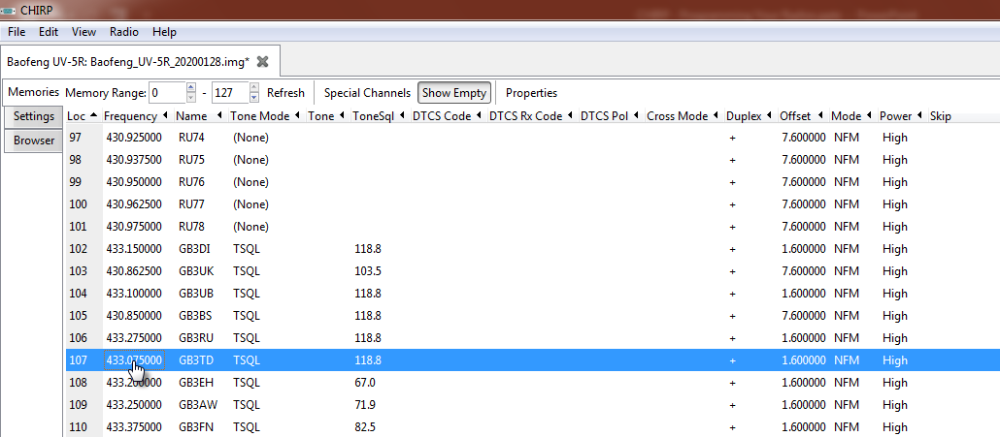 CHIRP
File Edit View Radio Help
Baofeng UV-5R: Baofeng_UV-5R_20200128.img*
Memories Memory Range: 0 - 127 Refresh Special Channels Show Empty Properties
Settings
Browser
Loc Frequency Name Tone Mode Tone ToneSql DTCS Code DTCS Rx Code DTCS Pol Cross Mode Duplex Offset Mode Power Skip
97 430.925000 RU74 (None) + 7.600000 NFM High
98 430.937500 RU75 (None) + 7.600000 NFM High
99 430.950000 RU76 (None) + 7.600000 NFM High
100 430.962500 RU77 (None) + 7.600000 NFM High
101 430.975000 RU78 (None) + 7.600000 NFM High
102 433.150000 GB3DI TSQL 118.8 + 1.600000 NFM High
103 430.862500 GB3UK TSQL 103.5 + 7.600000 NFM High
104 433.100000 GB3UB TSQL 118.8 + 1.600000 NFM High
105 430.850000 GB3BS TSQL 118.8 + 7.600000 NFM High
106 433.275000 GB3RU TSQL 118.8 + 1.600000 NFM High
107 433.075000 GB3TD TSQL 118.8 + 1.600000 NFM High
108 GB3EH TSQL 67.0 + 1.600000 NFM High
109 433.250000 GB3AW TSQL 71.9 + 1.600000 NFM High
110 433.375000 GB3FN TSQL 82.5 + 1.600000 NFM High